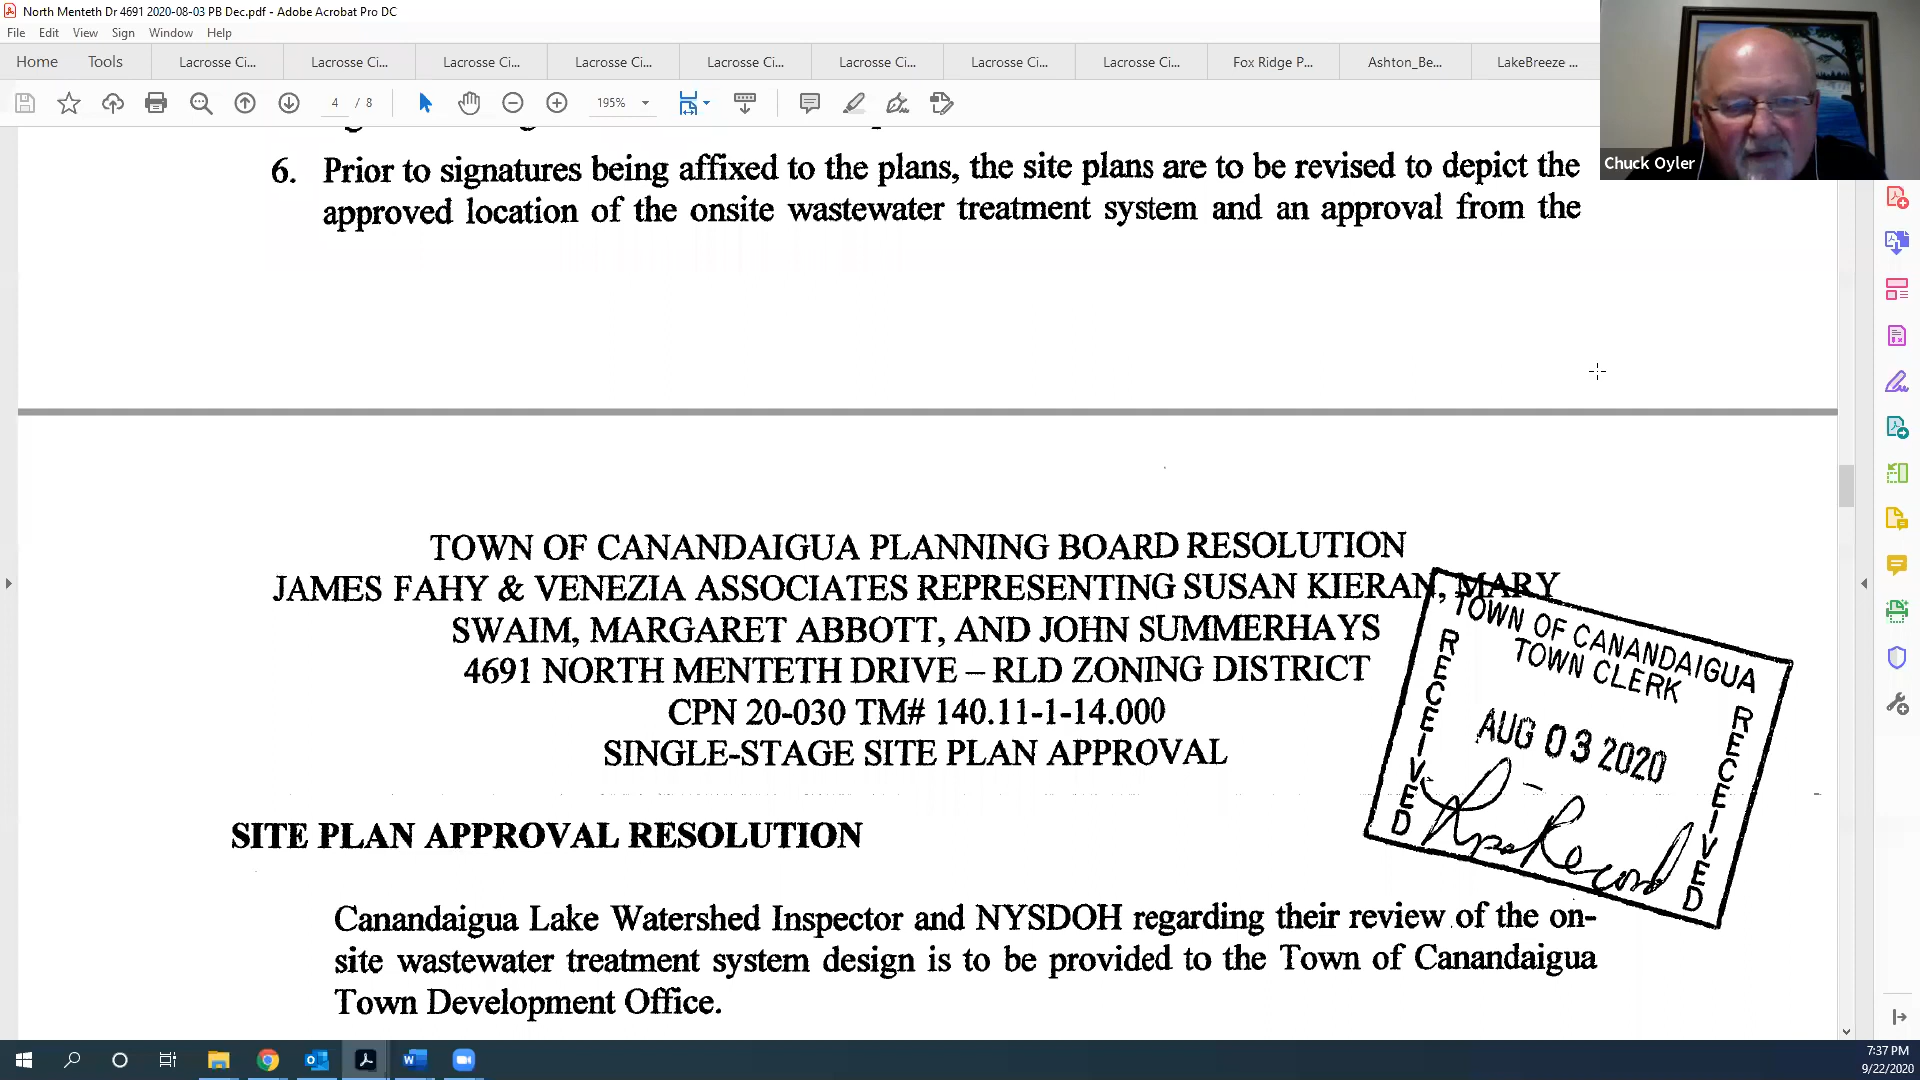 North Menteth Dr 4691 2020-08-03 PB Dec.pdf - Adobe Acrobat Pro DC
File Edit View Sign Window Help
Home Tools Lacrosse Ci... Lacrosse Ci... Lacrosse Ci... Lacrosse Ci... Lacrosse Ci... Lacrosse Ci... Lacrosse Ci... Lacrosse Ci... Fox Ridge P... Ashton_Be... LakeBreeze ...
4 / 8 195%
Chuck Oyler
6. Prior to signatures being affixed to the plans, the site plans are to be revised to depict the
approved location of the onsite wastewater treatment system and an approval from the
TOWN OF CANANDAIGUA PLANNING BOARD RESOLUTION
JAMES FAHY & VENEZIA ASSOCIATES REPRESENTING SUSAN KIERAN, MARY
SWAIM, MARGARET ABBOTT, AND JOHN SUMMERHAYS
4691 NORTH MENTETH DRIVE – RLD ZONING DISTRICT
CPN 20-030 TM# 140.11-1-14.000
SINGLE-STAGE SITE PLAN APPROVAL
TOWN OF CANANDAIGUA
TOWN CLERK
RECEIVED
AUG 03 2020
RECEIVED
SITE PLAN APPROVAL RESOLUTION
Canandaigua Lake Watershed Inspector and NYSDOH regarding their review of the on-
site wastewater treatment system design is to be provided to the Town of Canandaigua
Town Development Office.
7:37 PM
9/22/2020